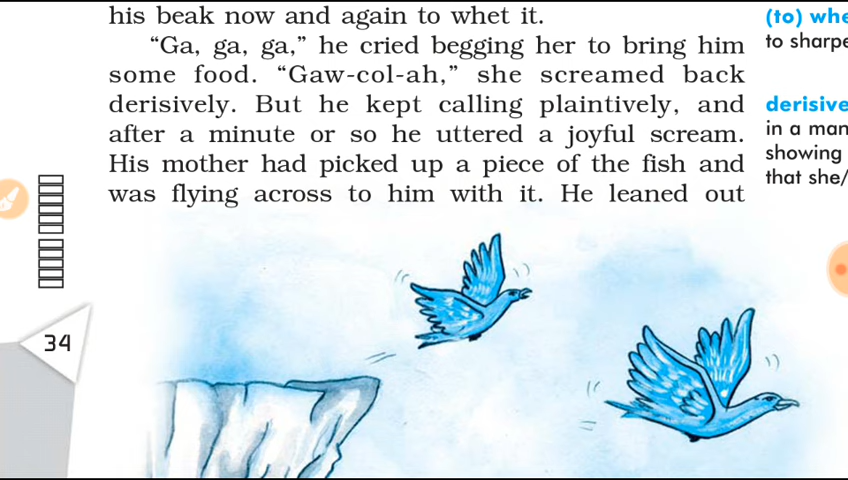 his beak now and again to whet it.
“Ga, ga, ga,” he cried begging her to bring him
some food. “Gaw-col-ah,” she screamed back
derisively. But he kept calling plaintively, and
after a minute or so he uttered a joyful scream.
His mother had picked up a piece of the fish and
was flying across to him with it. He leaned out
(to) whe
to sharpe
derisive
in a man
showing
that she/
34